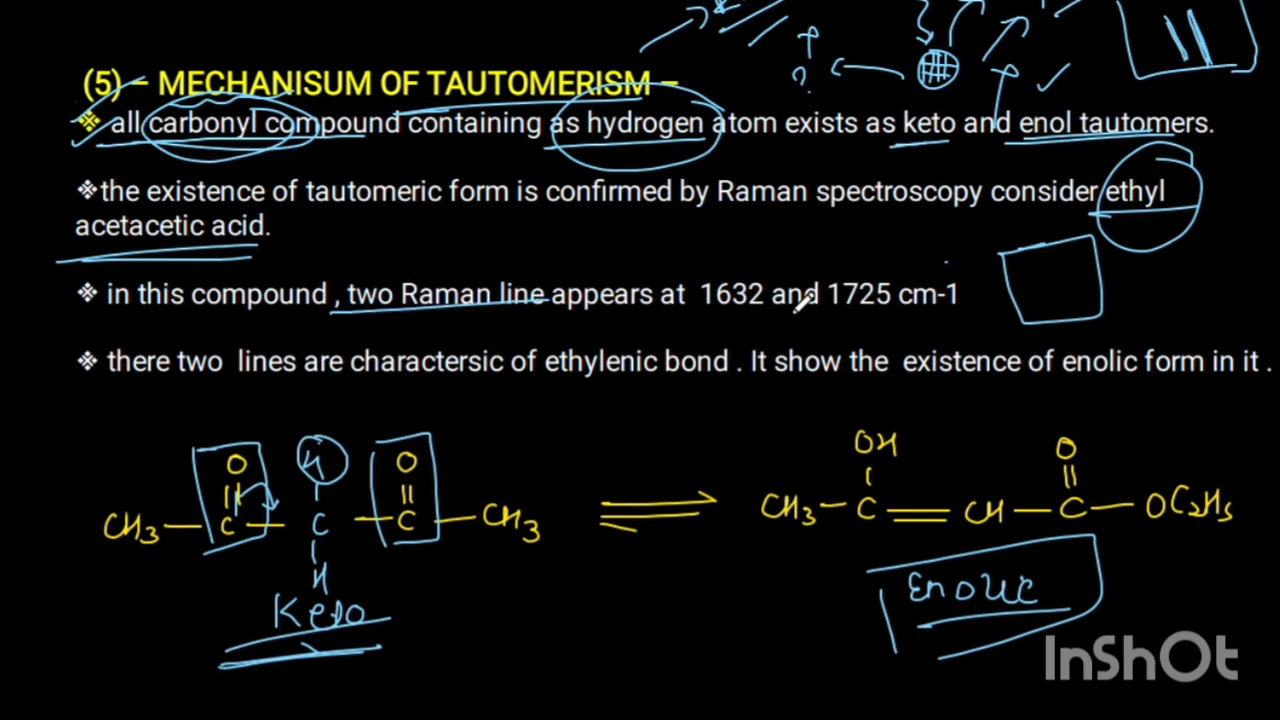 (5) – MECHANISUM OF TAUTOMERISM –
❖ all carbonyl compound containing as hydrogen atom exists as keto and enol tautomers.
❖the existence of tautomeric form is confirmed by Raman spectroscopy consider ethyl
acetacetic acid.
❖ in this compound , two Raman line appears at 1632 and 1725 cm-1
❖ there two lines are charactersic of ethylenic bond . It show the existence of enolic form in it .
O H O
|| | ||
CH3 — C — C — C — CH3
|
H
Keto
OH O
| ||
CH3 — C = CH — C — OC2H5
Enolic
?
InShOt